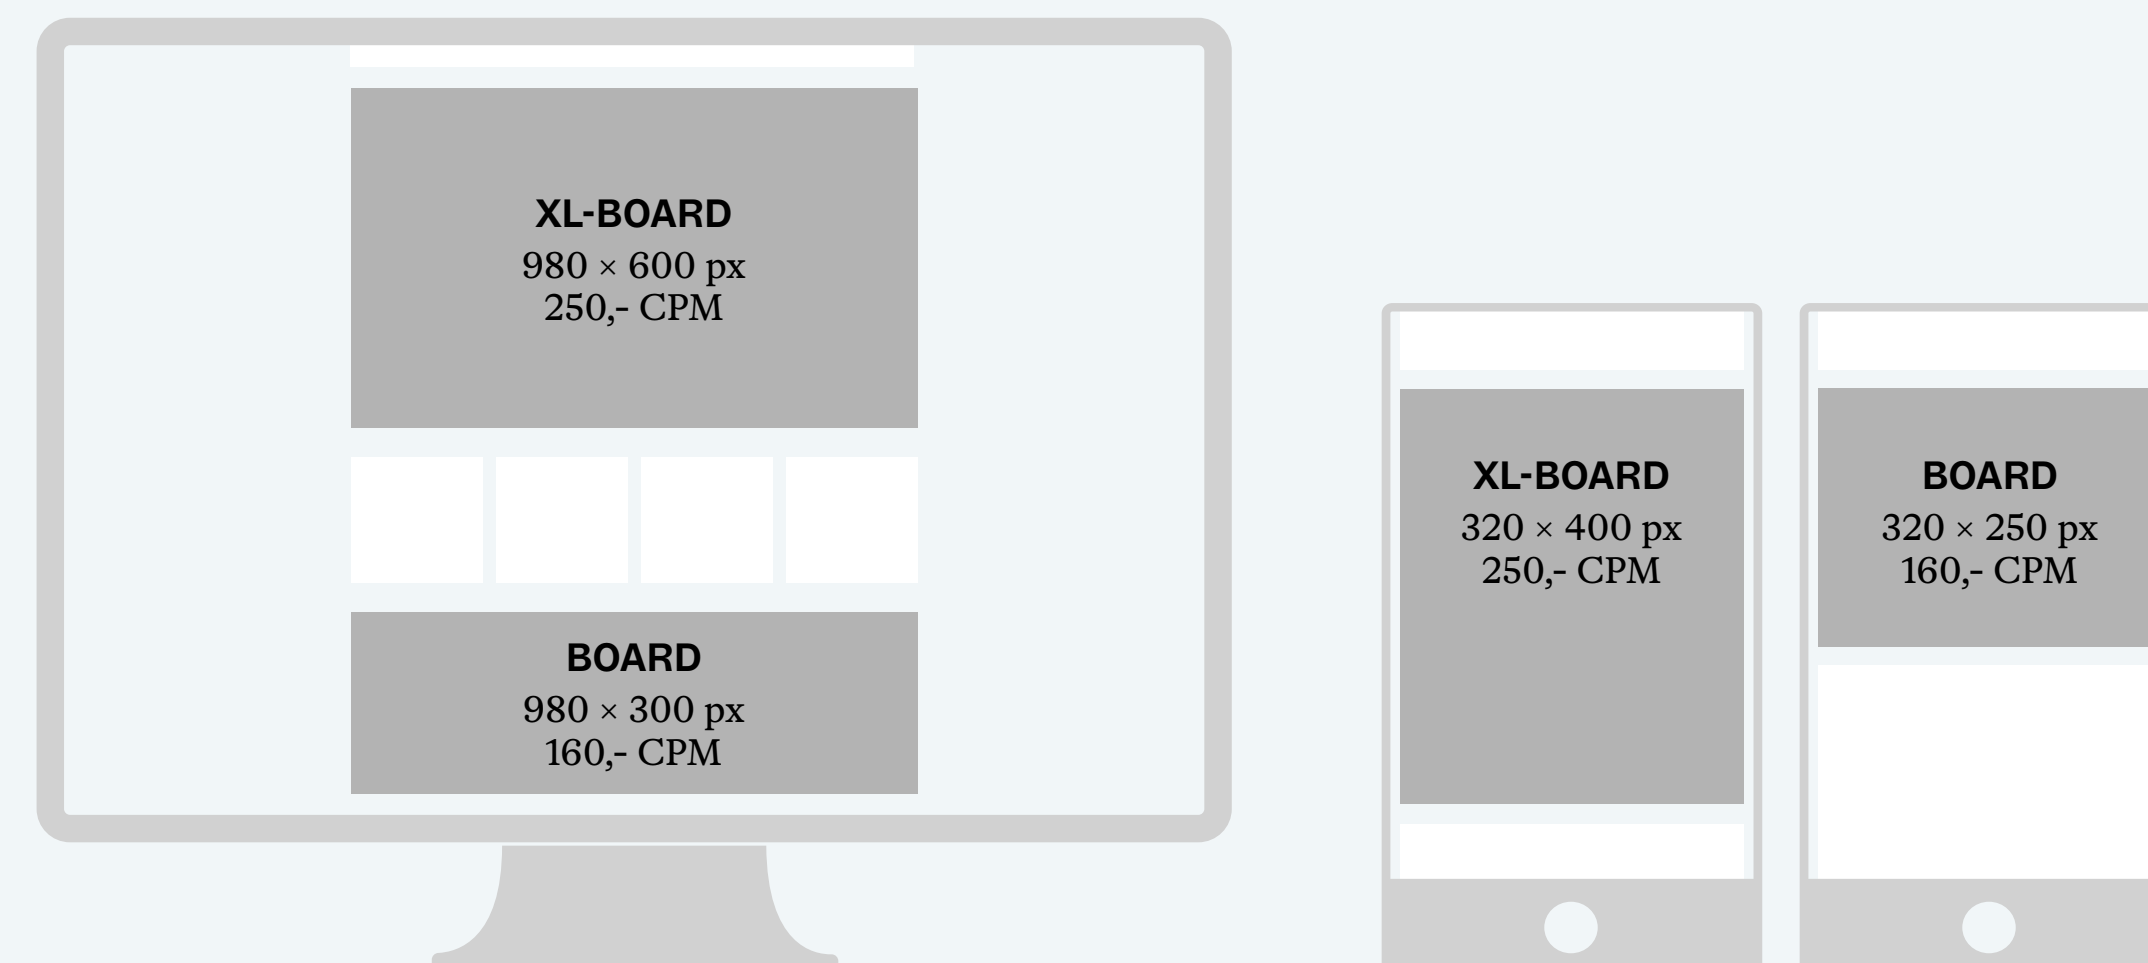 XL-BOARD
980 × 600 px
250,- CPM
BOARD
980 × 300 px
160,- CPM
XL-BOARD
320 × 400 px
250,- CPM
BOARD
320 × 250 px
160,- CPM